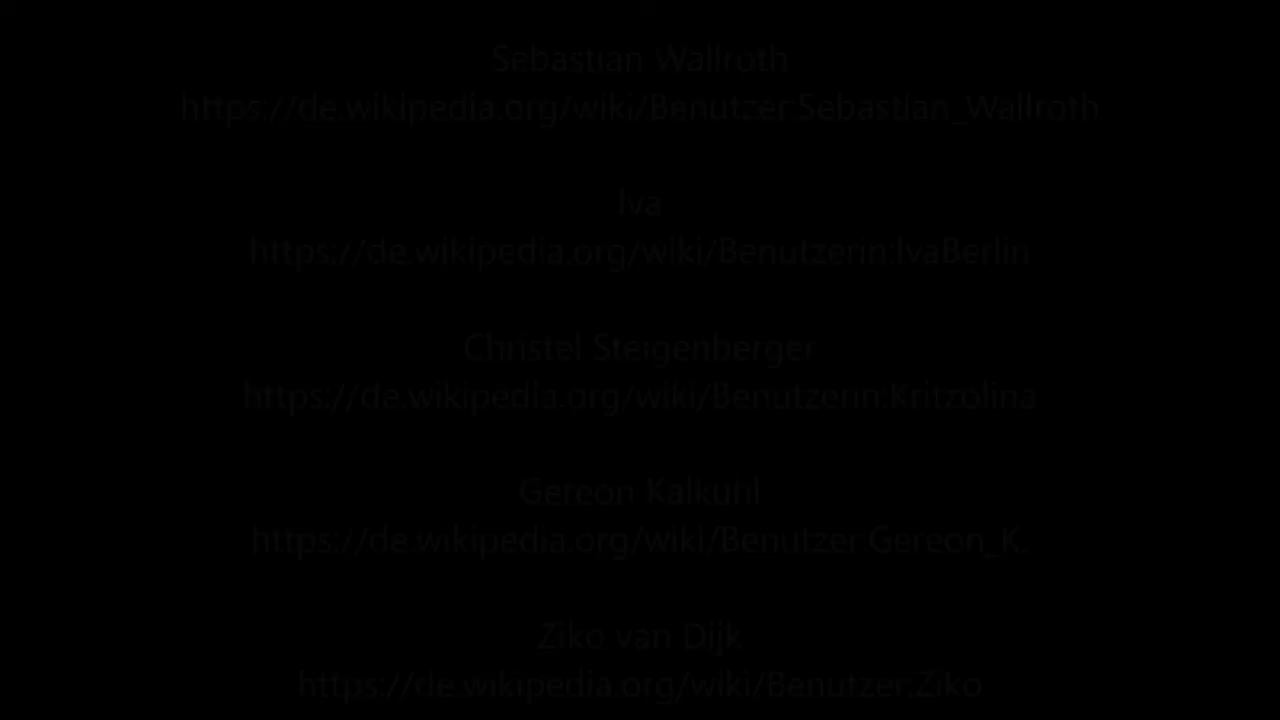 Sebastian Wallroth
https://de.wikipedia.org/wiki/Benutzer:Sebastian_Wallroth
Iva
https://de.wikipedia.org/wiki/Benutzerin:IvaBerlin
Christel Steigenberger
https://de.wikipedia.org/wiki/Benutzerin:Kritzolina
Gereon Kalkuhl
https://de.wikipedia.org/wiki/Benutzer:Gereon_K.
Ziko van Dijk
https://de.wikipedia.org/wiki/Benutzer:Ziko